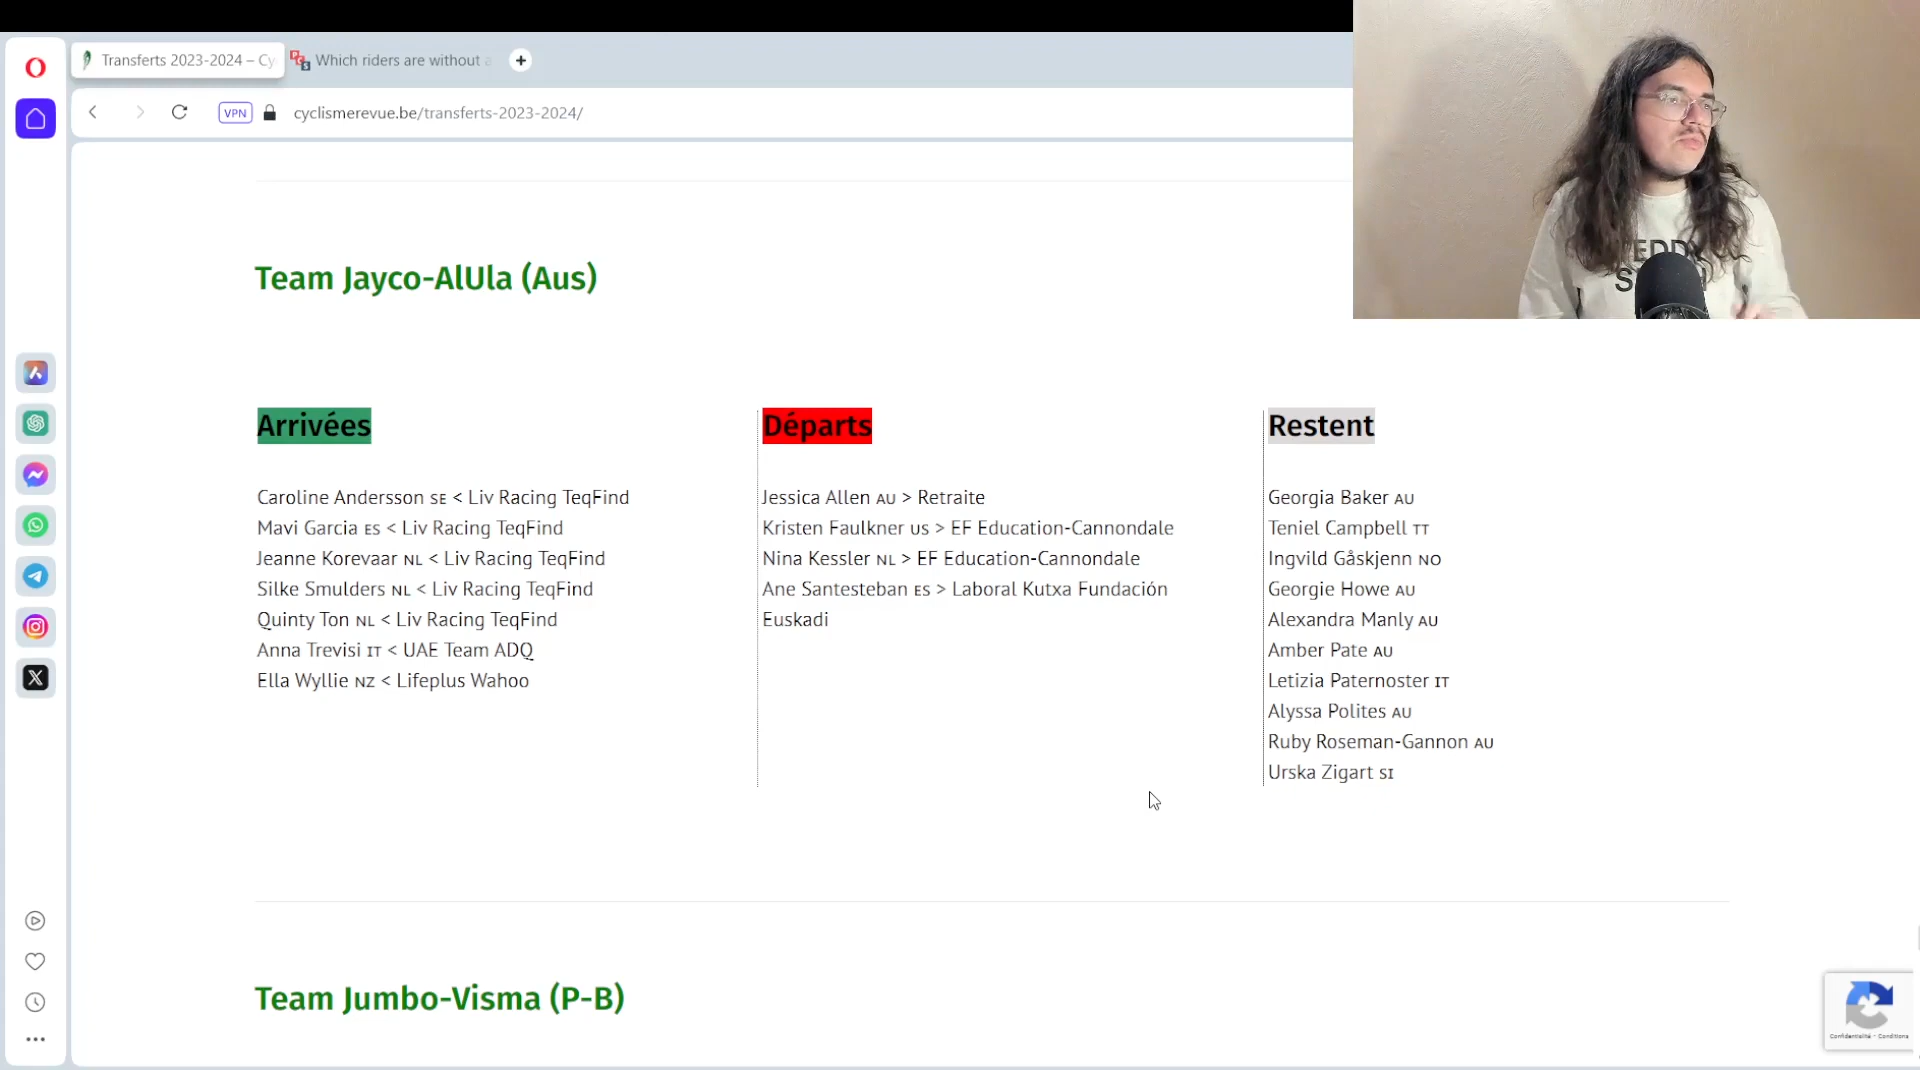 Transferts 2023-2024 – Cy
Which riders are without a
VPN
cyclismerevue.be/transferts-2023-2024/
Team Jayco-AlUla (Aus)
Arrivées
Caroline Andersson SE < Liv Racing TeqFind
Mavi Garcia ES < Liv Racing TeqFind
Jeanne Korevaar NL < Liv Racing TeqFind
Silke Smulders NL < Liv Racing TeqFind
Quinty Ton NL < Liv Racing TeqFind
Anna Trevisi IT < UAE Team ADQ
Ella Wyllie NZ < Lifeplus Wahoo
Départs
Jessica Allen AU > Retraite
Kristen Faulkner US > EF Education-Cannondale
Nina Kessler NL > EF Education-Cannondale
Ane Santesteban ES > Laboral Kutxa Fundación
Euskadi
Restent
Georgia Baker AU
Teniel Campbell TT
Ingvild Gåskjenn NO
Georgie Howe AU
Alexandra Manly AU
Amber Pate AU
Letizia Paternoster IT
Alyssa Polites AU
Ruby Roseman-Gannon AU
Urska Zigart SI
Team Jumbo-Visma (P-B)
Confidentialité - Conditions